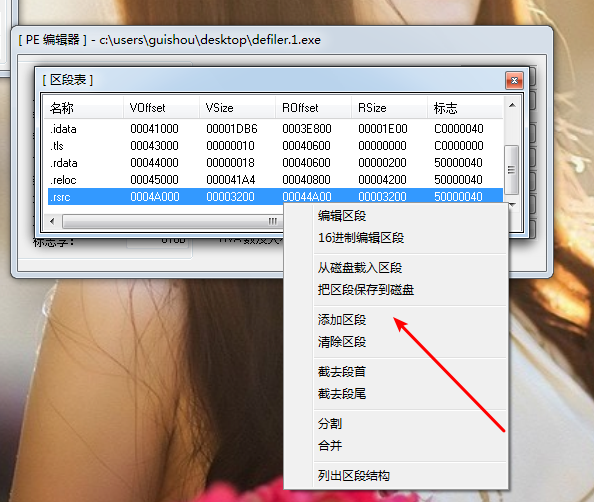 [ PE 编辑器 ] - c:\users\guishou\desktop\defiler.1.exe
[ 区段表 ]
名称 VOffset VSize ROffset RSize 标志
.idata 00041000 00001DB6 0003E800 00001E00 C0000040
.tls 00043000 00000010 00040600 00000000 C0000000
.rdata 00044000 00000018 00040600 00000200 50000040
.reloc 00045000 000041A4 00040800 00004200 50000040
.rsrc 0004A000 00003200 00044A00 00003200 50000040
标志字:
编辑区段
16进制编辑区段
从磁盘载入区段
把区段保存到磁盘
添加区段
清除区段
截去段首
截去段尾
分割
合并
列出区段结构